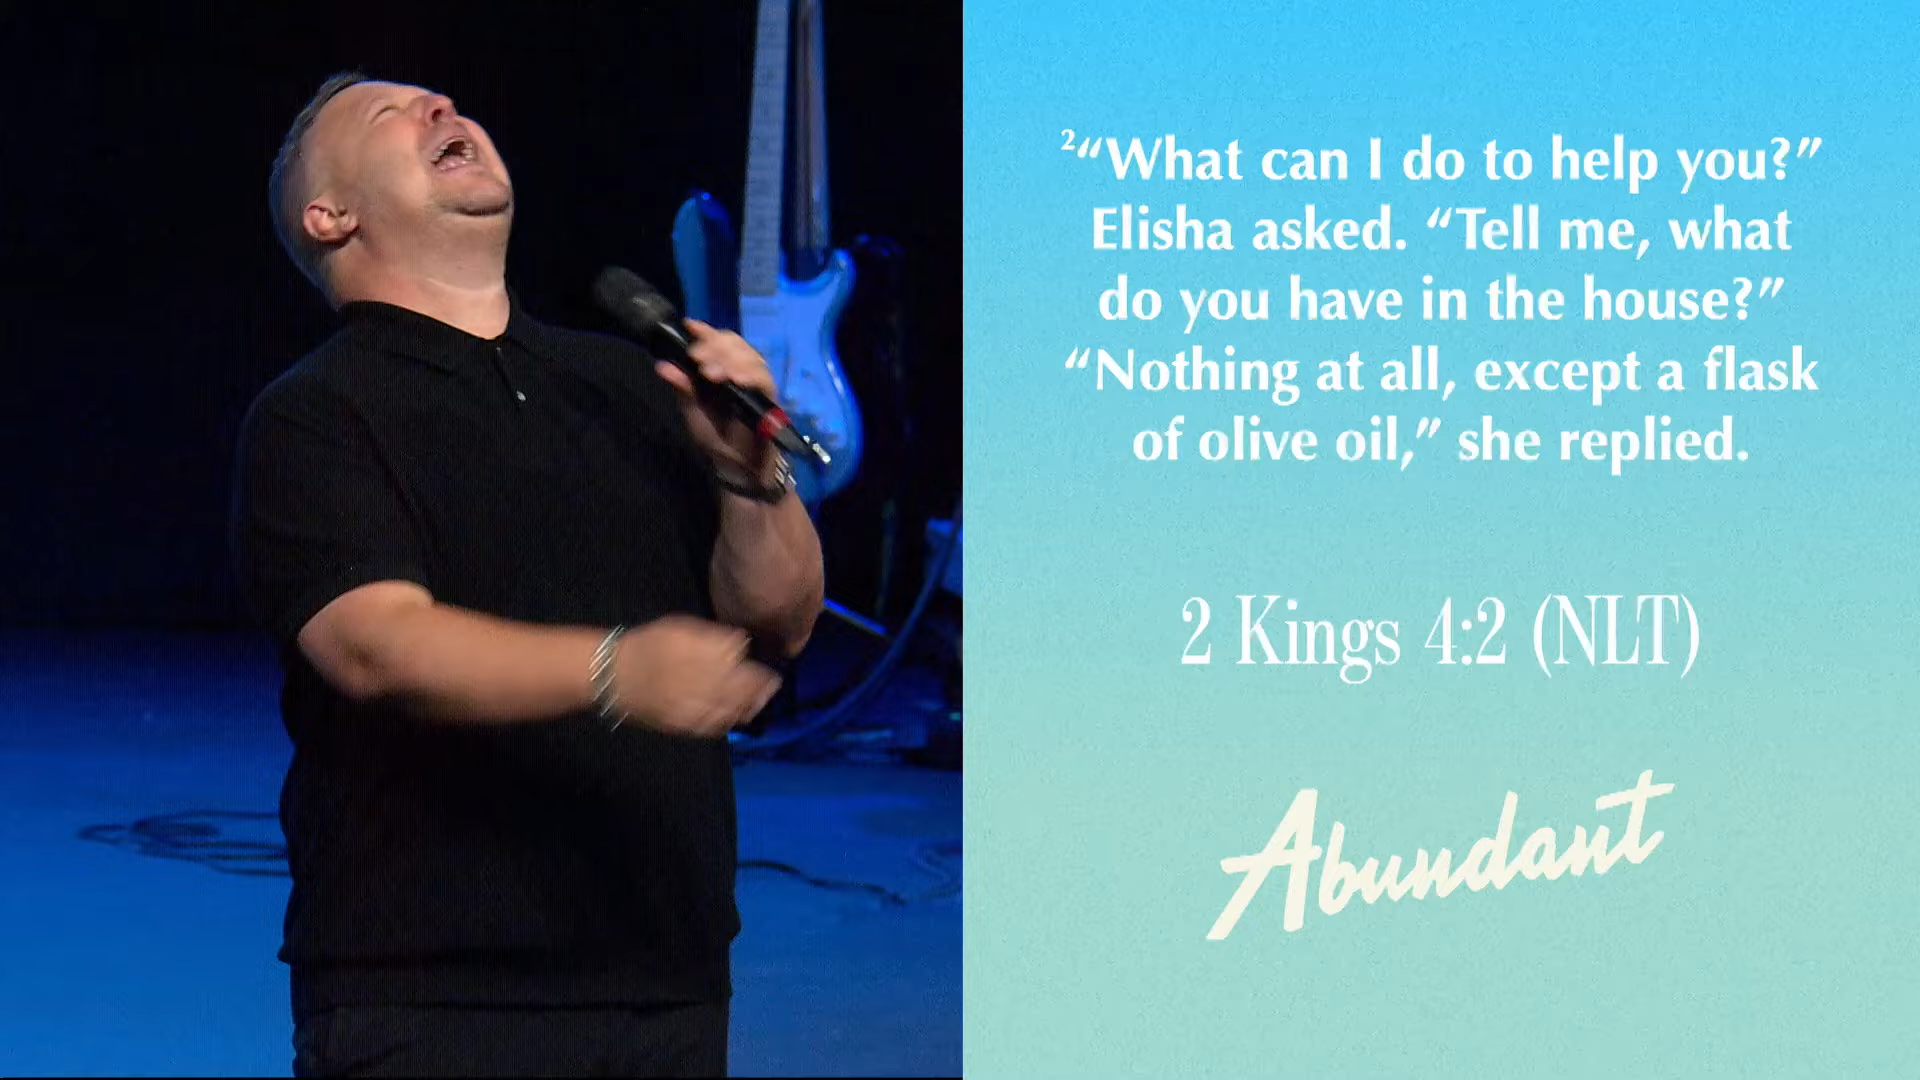 ²“What can I do to help you?”
Elisha asked. “Tell me, what
do you have in the house?”
“Nothing at all, except a flask
of olive oil,” she replied.
2 Kings 4:2 (NLT)
Abundant